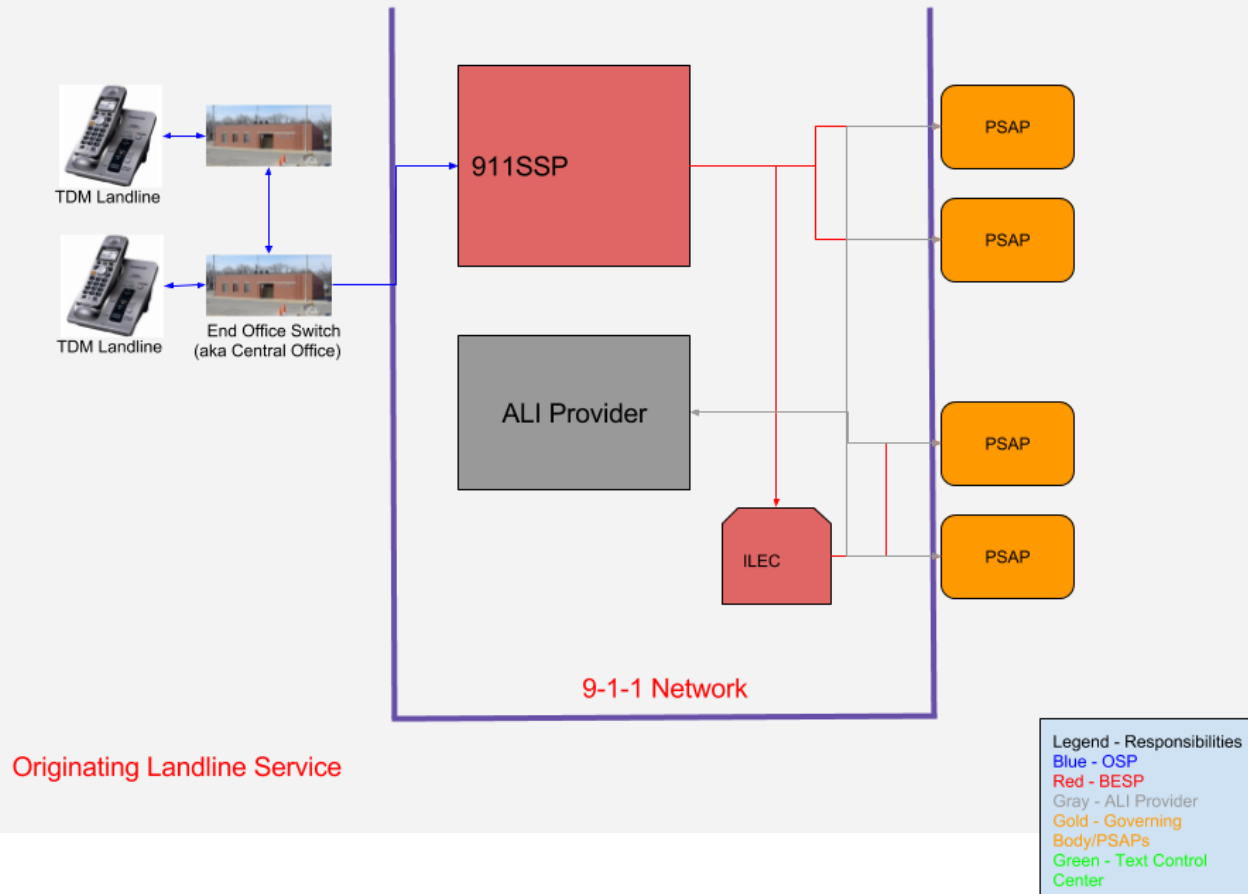 TDM Landline
TDM Landline
End Office Switch
(aka Central Office)
911SSP
ALI Provider
ILEC
PSAP
PSAP
PSAP
PSAP
9-1-1 Network
Originating Landline Service
Legend - Responsibilities
Blue - OSP
Red - BESP
Gray - ALI Provider
Gold - Governing
Body/PSAPs
Green - Text Control
Center